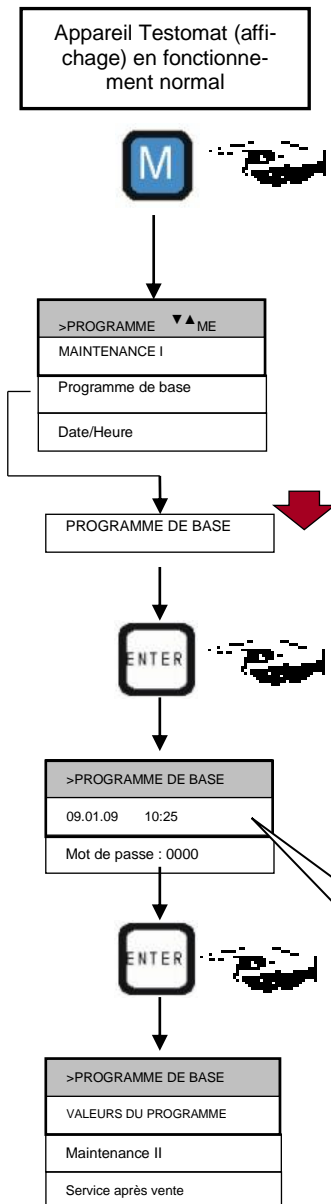 Appareil Testomat (affi-
chage) en fonctionne-
ment normal
M
>PROGRAMME ▼▲ ME
MAINTENANCE I
Programme de base
Date/Heure
PROGRAMME DE BASE
ENTER
>PROGRAMME DE BASE
09.01.09 10:25
Mot de passe : 0000
ENTER
>PROGRAMME DE BASE
VALEURS DU PROGRAMME
Maintenance II
Service après vente